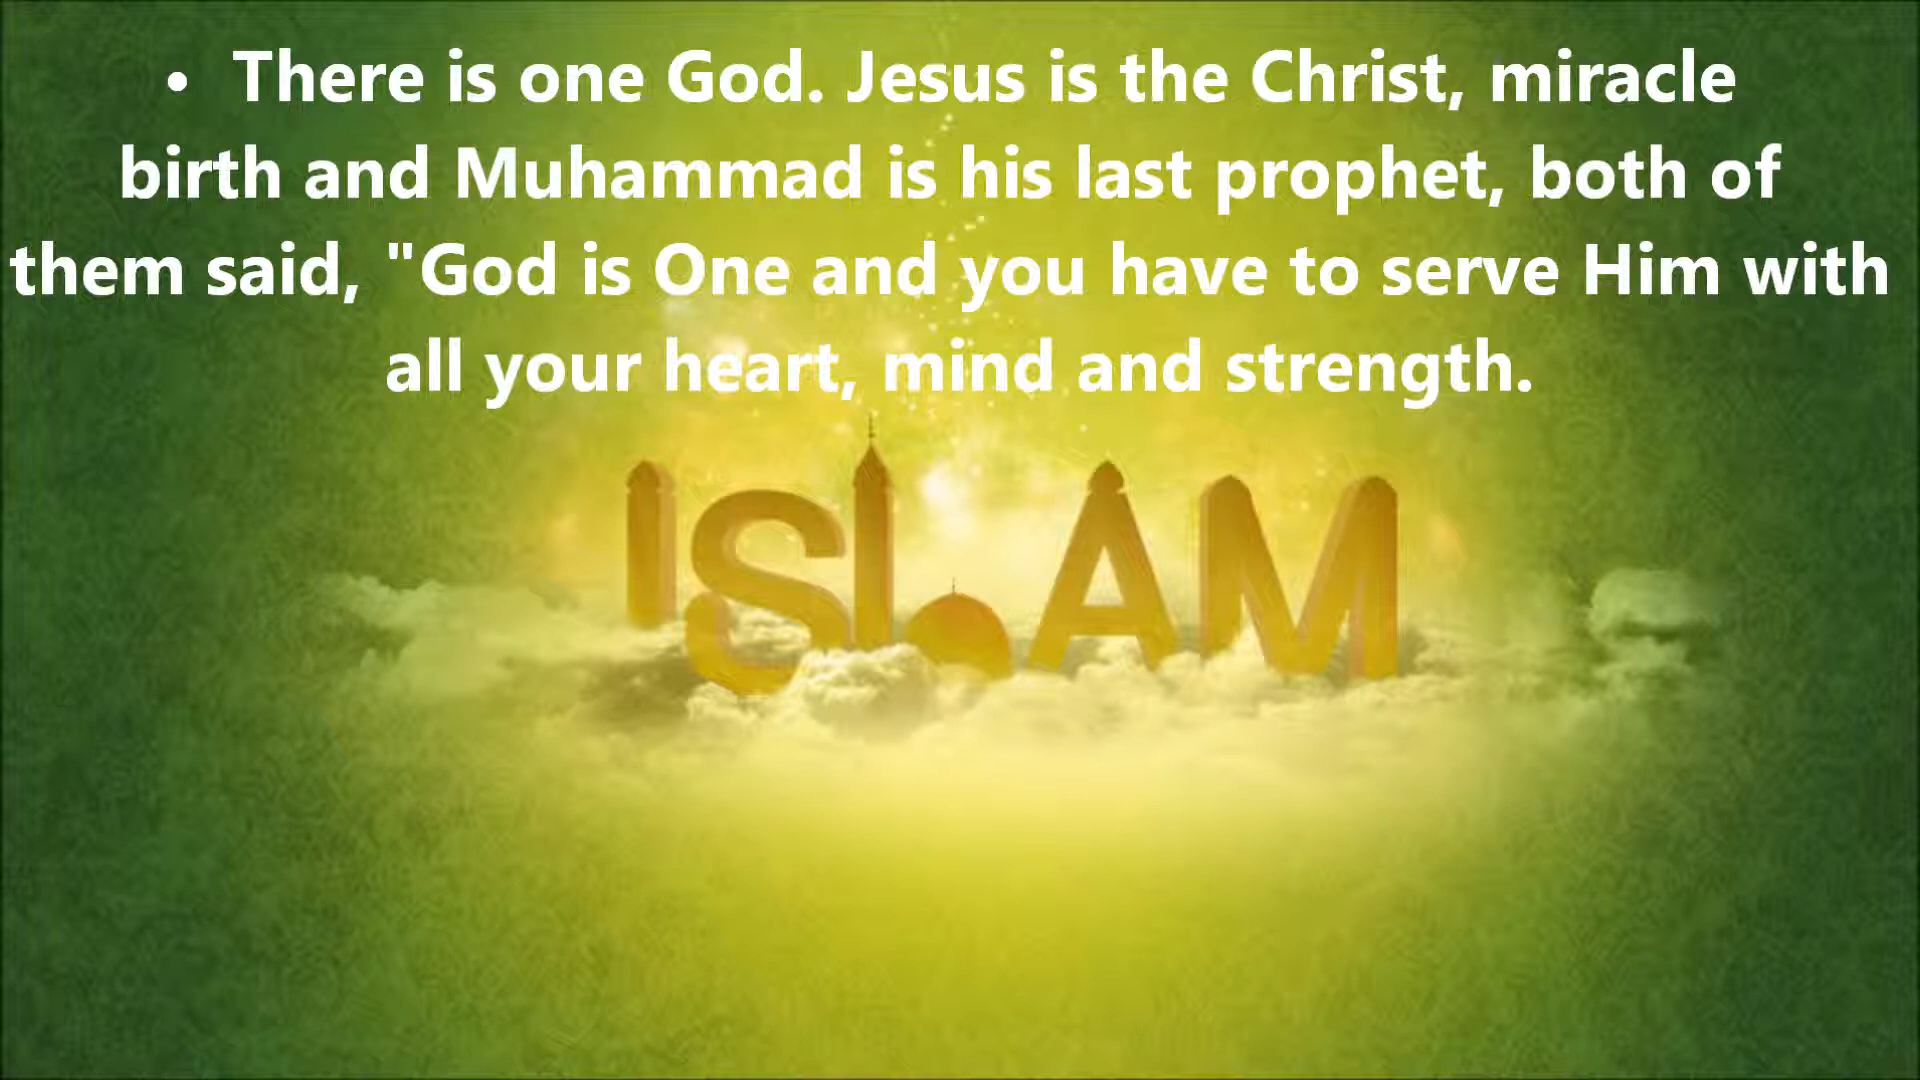 • There is one God. Jesus is the Christ, miracle
birth and Muhammad is his last prophet, both of
them said, "God is One and you have to serve Him with
all your heart, mind and strength.
ISLAM